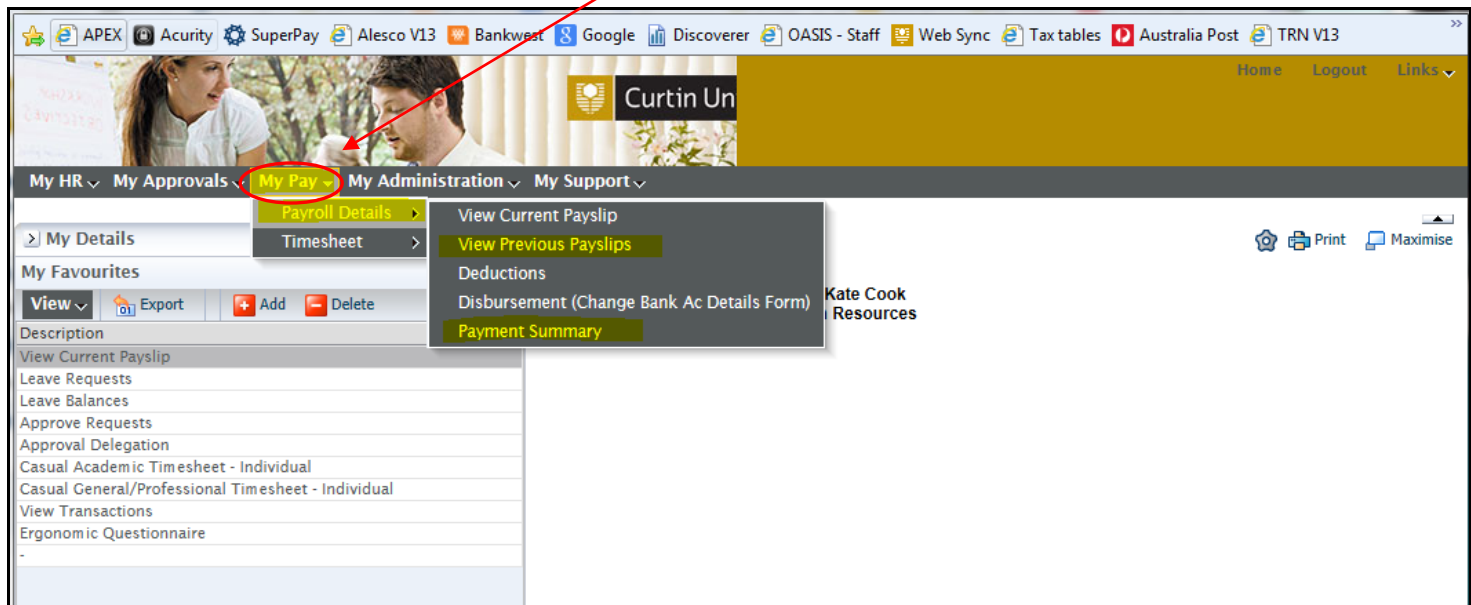 APEX Acurity SuperPay Alesco V13 Bankwest Google Discoverer OASIS - Staff Web Sync Tax tables Australia Post TRN V13 »
Home Logout Links
Curtin Un
My HR My Approvals My Pay My Administration My Support
Payroll Details View Current Payslip
My Details Timesheet View Previous Payslips Print Maximise
My Favourites Deductions
View Export Add Delete Disbursement (Change Bank Ac Details Form) Kate Cook
Resources
Description Payment Summary
View Current Payslip
Leave Requests
Leave Balances
Approve Requests
Approval Delegation
Casual Academic Timesheet - Individual
Casual General/Professional Timesheet - Individual
View Transactions
Ergonomic Questionnaire
-